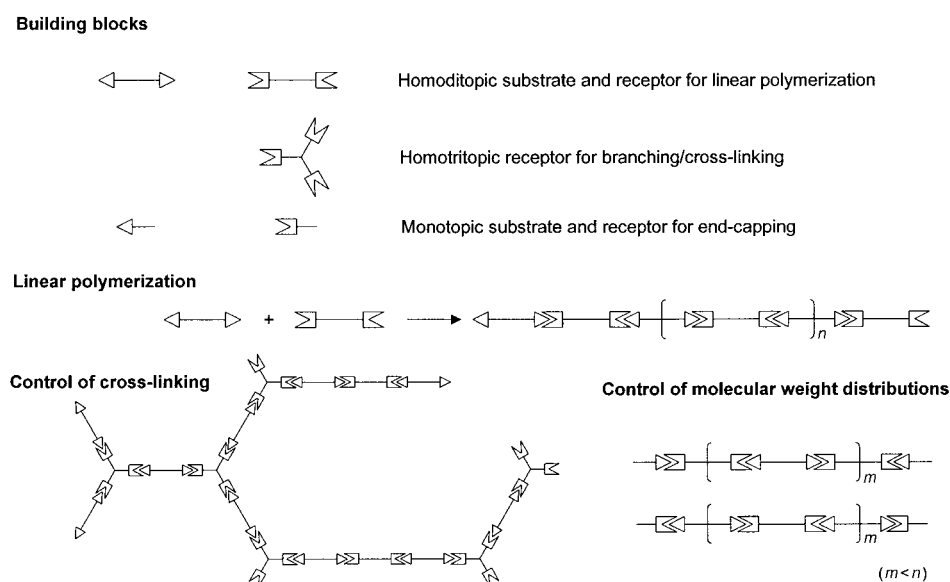 Building blocks
Homoditopic substrate and receptor for linear polymerization
Homotritopic receptor for branching/cross-linking
Monotopic substrate and receptor for end-capping
Linear polymerization
+
n
Control of cross-linking
Control of molecular weight distributions
m
m
(m<n)